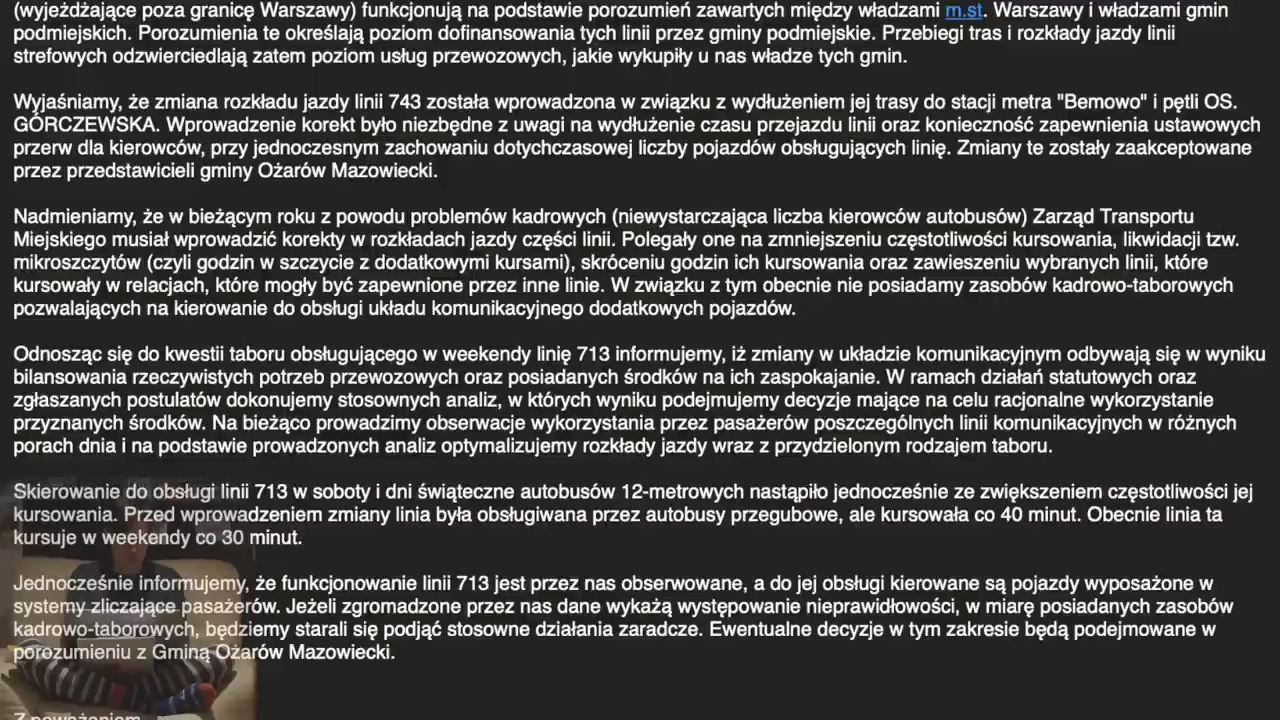 (wyjeżdżające poza granicę Warszawy) funkcjonują na podstawie porozumień zawartych między władzami m.st. Warszawy i władzami gmin
podmiejskich. Porozumienia te określają poziom dofinansowania tych linii przez gminy podmiejskie. Przebiegi tras i rozkłady jazdy linii
strefowych odzwierciedlają zatem poziom usług przewozowych, jakie wykupiły u nas władze tych gmin.
Wyjaśniamy, że zmiana rozkładu jazdy linii 743 została wprowadzona w związku z wydłużeniem jej trasy do stacji metra "Bemowo" i pętli OS.
GÓRCZEWSKA. Wprowadzenie korekt było niezbędne z uwagi na wydłużenie czasu przejazdu linii oraz konieczność zapewnienia ustawowych
przerw dla kierowców, przy jednoczesnym zachowaniu dotychczasowej liczby pojazdów obsługujących linię. Zmiany te zostały zaakceptowane
przez przedstawicieli gminy Ożarów Mazowiecki.
Nadmieniamy, że w bieżącym roku z powodu problemów kadrowych (niewystarczająca liczba kierowców autobusów) Zarząd Transportu
Miejskiego musiał wprowadzić korekty w rozkładach jazdy części linii. Polegały one na zmniejszeniu częstotliwości kursowania, likwidacji tzw.
mikroszczytów (czyli godzin w szczycie z dodatkowymi kursami), skróceniu godzin ich kursowania oraz zawieszeniu wybranych linii, które
kursowały w relacjach, które mogły być zapewnione przez inne linie. W związku z tym obecnie nie posiadamy zasobów kadrowo-taborowych
pozwalających na kierowanie do obsługi układu komunikacyjnego dodatkowych pojazdów.
Odnosząc się do kwestii taboru obsługującego w weekendy linię 713 informujemy, iż zmiany w układzie komunikacyjnym odbywają się w wyniku
bilansowania rzeczywistych potrzeb przewozowych oraz posiadanych środków na ich zaspokajanie. W ramach działań statutowych oraz
zgłaszanych postulatów dokonujemy stosownych analiz, w których wyniku podejmujemy decyzje mające na celu racjonalne wykorzystanie
przyznanych środków. Na bieżąco prowadzimy obserwacje wykorzystania przez pasażerów poszczególnych linii komunikacyjnych w różnych
porach dnia i na podstawie prowadzonych analiz optymalizujemy rozkłady jazdy wraz z przydzielonym rodzajem taboru.
Skierowanie do obsługi linii 713 w soboty i dni świąteczne autobusów 12-metrowych nastąpiło jednocześnie ze zwiększeniem częstotliwości jej
kursowania. Przed wprowadzeniem zmiany linia była obsługiwana przez autobusy przegubowe, ale kursowała co 40 minut. Obecnie linia ta
kursuje w weekendy co 30 minut.
Jednocześnie informujemy, że funkcjonowanie linii 713 jest przez nas obserwowane, a do jej obsługi kierowane są pojazdy wyposażone w
systemy zliczające pasażerów. Jeżeli zgromadzone przez nas dane wykażą występowanie nieprawidłowości, w miarę posiadanych zasobów
kadrowo-taborowych, będziemy starali się podjąć stosowne działania zaradcze. Ewentualne decyzje w tym zakresie będą podejmowane w
porozumieniu z Gminą Ożarów Mazowiecki.
Z poważaniem